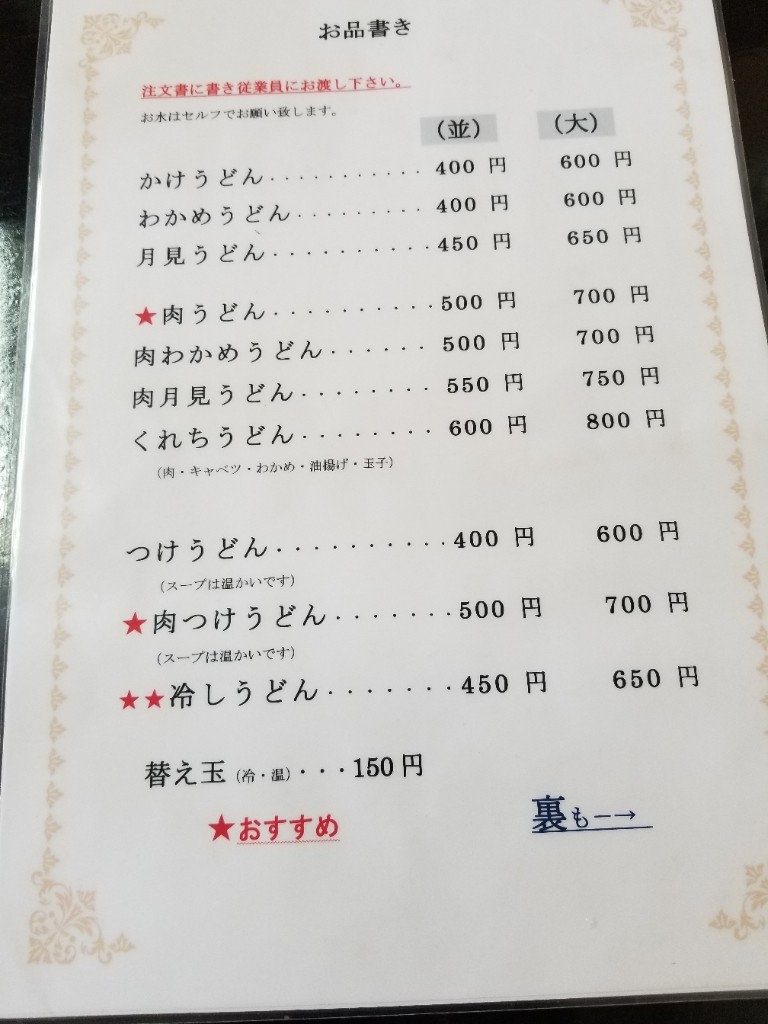 お品書き
注文書に書き従業員にお渡し下さい。
お水はセルフでお願い致します。
（並） （大）
かけうどん・・・・・・・・・・・400 円 600 円
わかめうどん・・・・・・・・・400 円 600 円
月見うどん・・・・・・・・・・・450 円 650 円
★肉うどん・・・・・・・・・・・500 円 700 円
肉わかめうどん・・・・・・500 円 700 円
肉月見うどん・・・・・・・・550 円 750 円
くれちうどん・・・・・・・・600 円 800 円
（肉・キャベツ・わかめ・油揚げ・玉子）
つけうどん・・・・・・・・・・・400 円 600 円
（スープは温かいです）
★肉つけうどん・・・・・・・500 円 700 円
（スープは温かいです）
★★冷しうどん・・・・・・・450 円 650 円
替え玉（冷・温）・・・150 円
★おすすめ 裏も―→